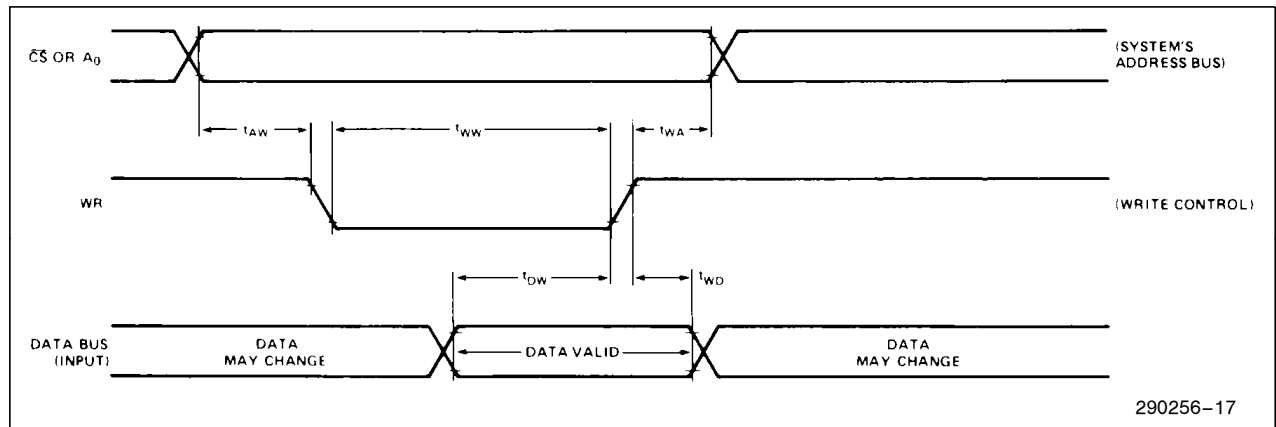 C̅S̅ OR A₀
(SYSTEM'S
ADDRESS BUS)
tAW
tWW
tWA
WR
(WRITE CONTROL)
tDW
tWD
DATA BUS
(INPUT)
DATA
MAY CHANGE
DATA VALID
DATA
MAY CHANGE
290256–17